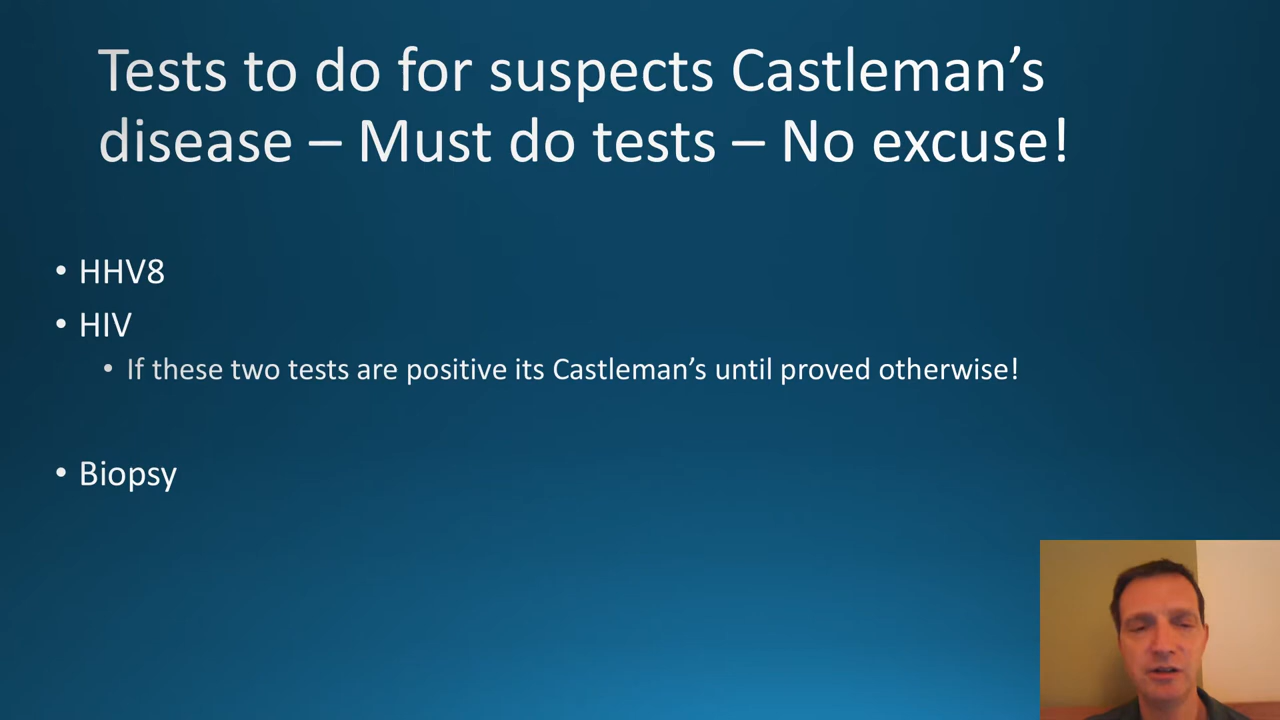 Tests to do for suspects Castleman’s
disease – Must do tests – No excuse!
• HHV8
• HIV
• If these two tests are positive its Castleman’s until proved otherwise!
• Biopsy